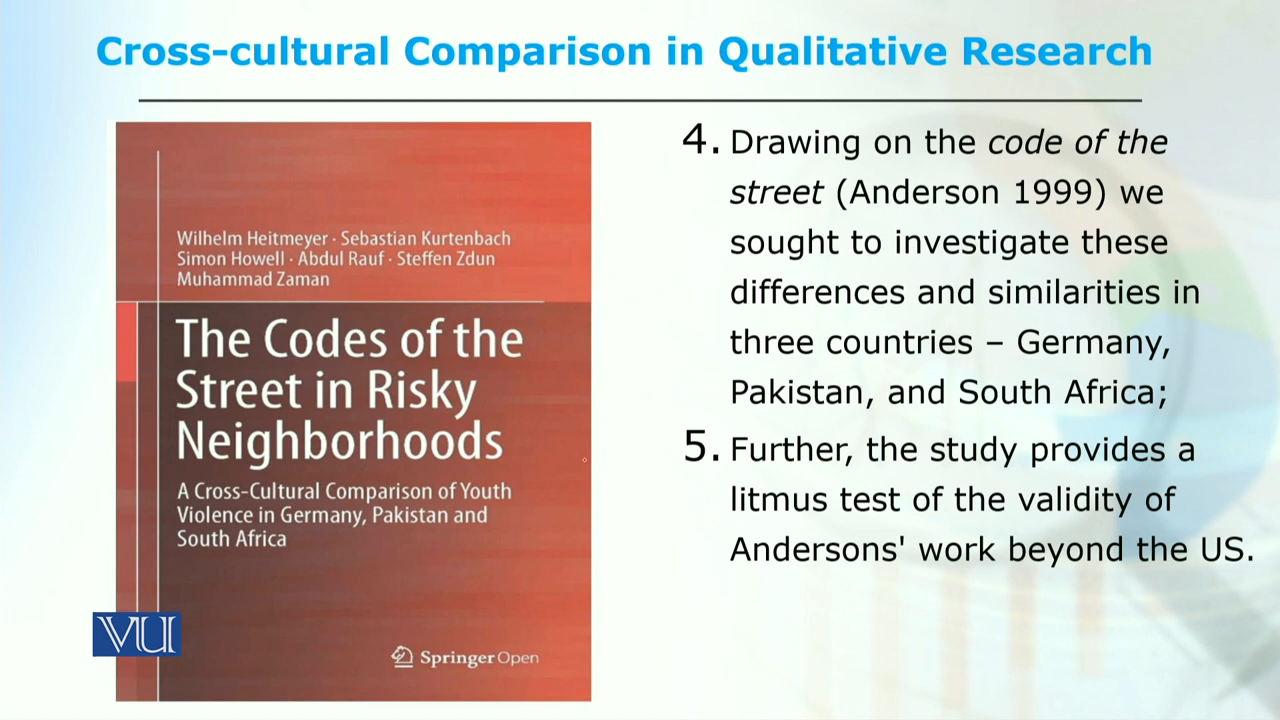 Cross-cultural Comparison in Qualitative Research
Wilhelm Heitmeyer · Sebastian Kurtenbach
Simon Howell · Abdul Rauf · Steffen Zdun
Muhammad Zaman
The Codes of the
Street in Risky
Neighborhoods
A Cross-Cultural Comparison of Youth
Violence in Germany, Pakistan and
South Africa
VU
Springer Open
4. Drawing on the code of the
street (Anderson 1999) we
sought to investigate these
differences and similarities in
three countries – Germany,
Pakistan, and South Africa;
5. Further, the study provides a
litmus test of the validity of
Andersons' work beyond the US.